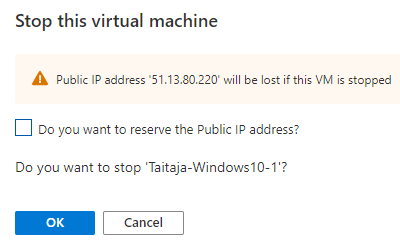 Stop this virtual machine
Public IP address '51.13.80.220' will be lost if this VM is stopped
Do you want to reserve the Public IP address?
Do you want to stop 'Taitaja-Windows10-1'?
OK
Cancel